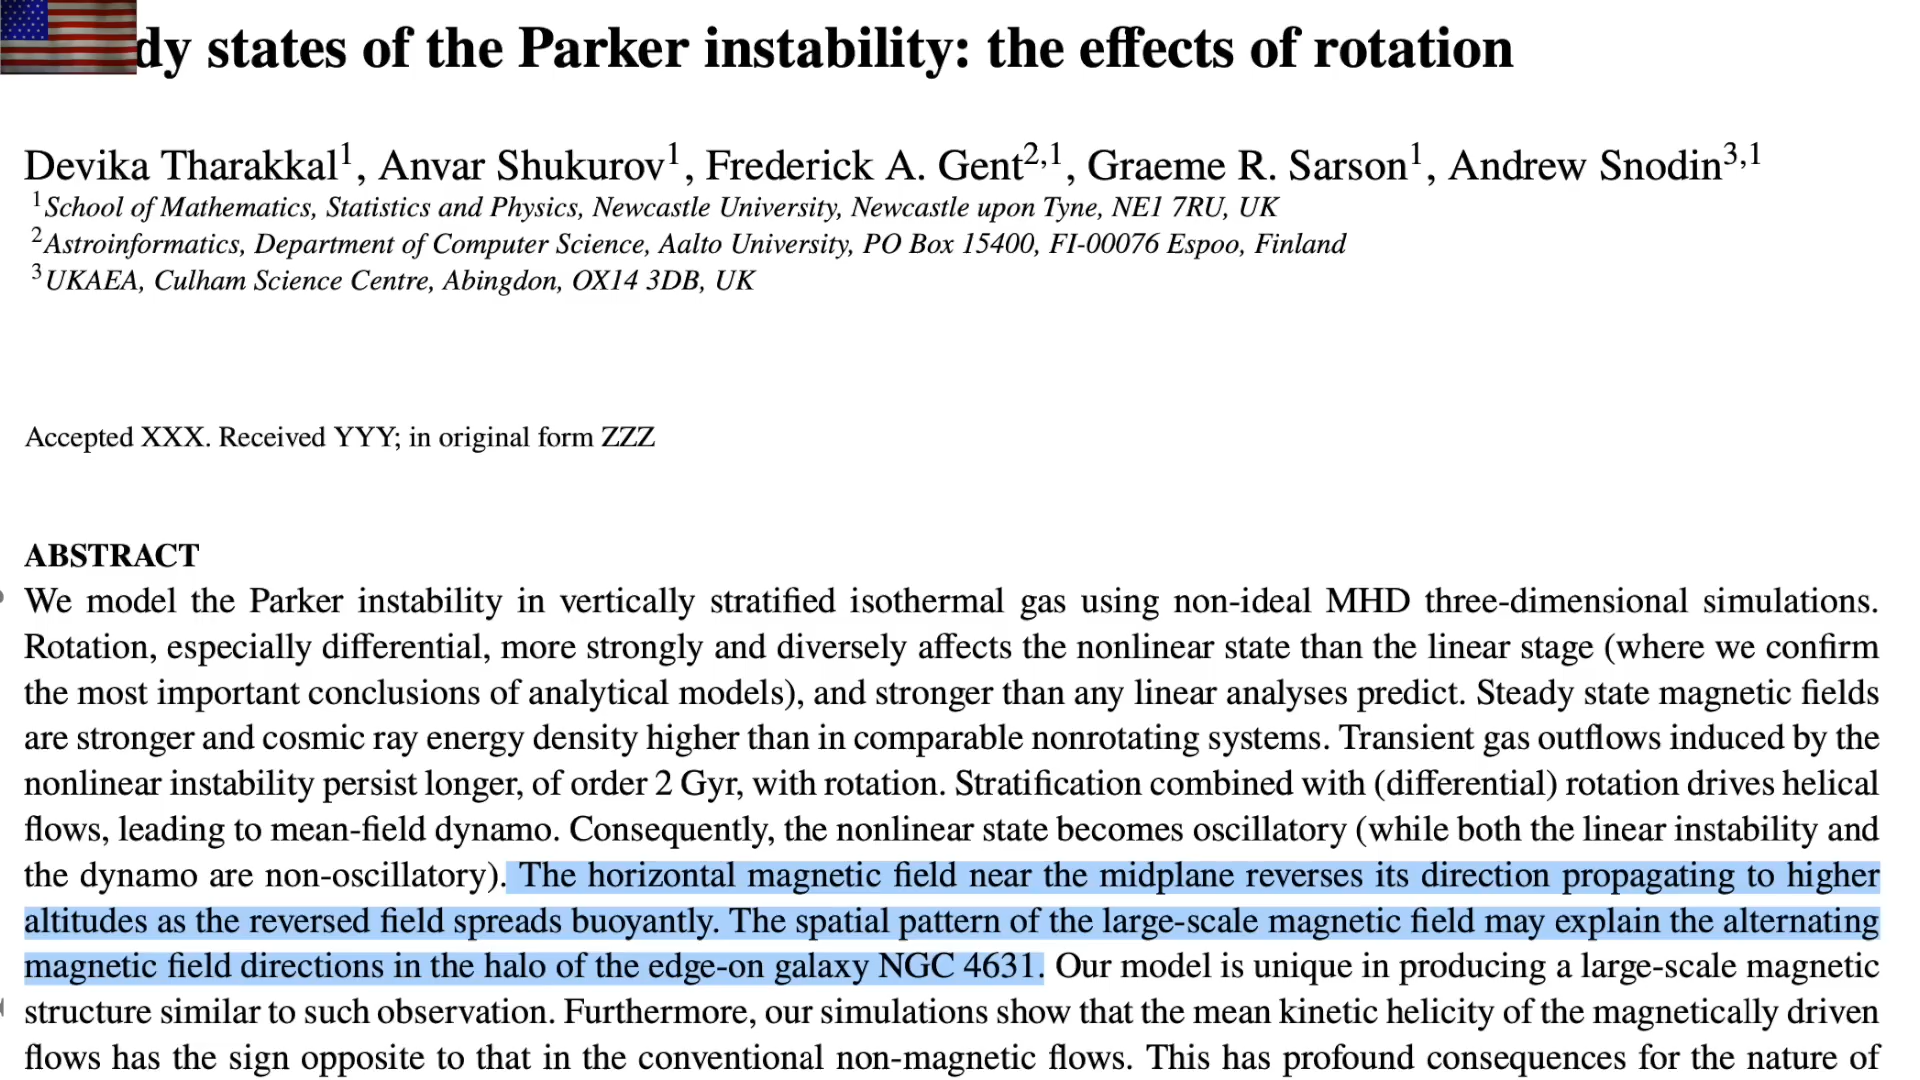 dy states of the Parker instability: the effects of rotation
Devika Tharakkal1, Anvar Shukurov1, Frederick A. Gent2,1, Graeme R. Sarson1, Andrew Snodin3,1
1School of Mathematics, Statistics and Physics, Newcastle University, Newcastle upon Tyne, NE1 7RU, UK
2Astroinformatics, Department of Computer Science, Aalto University, PO Box 15400, FI-00076 Espoo, Finland
3UKAEA, Culham Science Centre, Abingdon, OX14 3DB, UK
Accepted XXX. Received YYY; in original form ZZZ
ABSTRACT
We model the Parker instability in vertically stratified isothermal gas using non-ideal MHD three-dimensional simulations.
Rotation, especially differential, more strongly and diversely affects the nonlinear state than the linear stage (where we confirm
the most important conclusions of analytical models), and stronger than any linear analyses predict. Steady state magnetic fields
are stronger and cosmic ray energy density higher than in comparable nonrotating systems. Transient gas outflows induced by the
nonlinear instability persist longer, of order 2 Gyr, with rotation. Stratification combined with (differential) rotation drives helical
flows, leading to mean-field dynamo. Consequently, the nonlinear state becomes oscillatory (while both the linear instability and
the dynamo are non-oscillatory). The horizontal magnetic field near the midplane reverses its direction propagating to higher
altitudes as the reversed field spreads buoyantly. The spatial pattern of the large-scale magnetic field may explain the alternating
magnetic field directions in the halo of the edge-on galaxy NGC 4631. Our model is unique in producing a large-scale magnetic
structure similar to such observation. Furthermore, our simulations show that the mean kinetic helicity of the magnetically driven
flows has the sign opposite to that in the conventional non-magnetic flows. This has profound consequences for the nature of